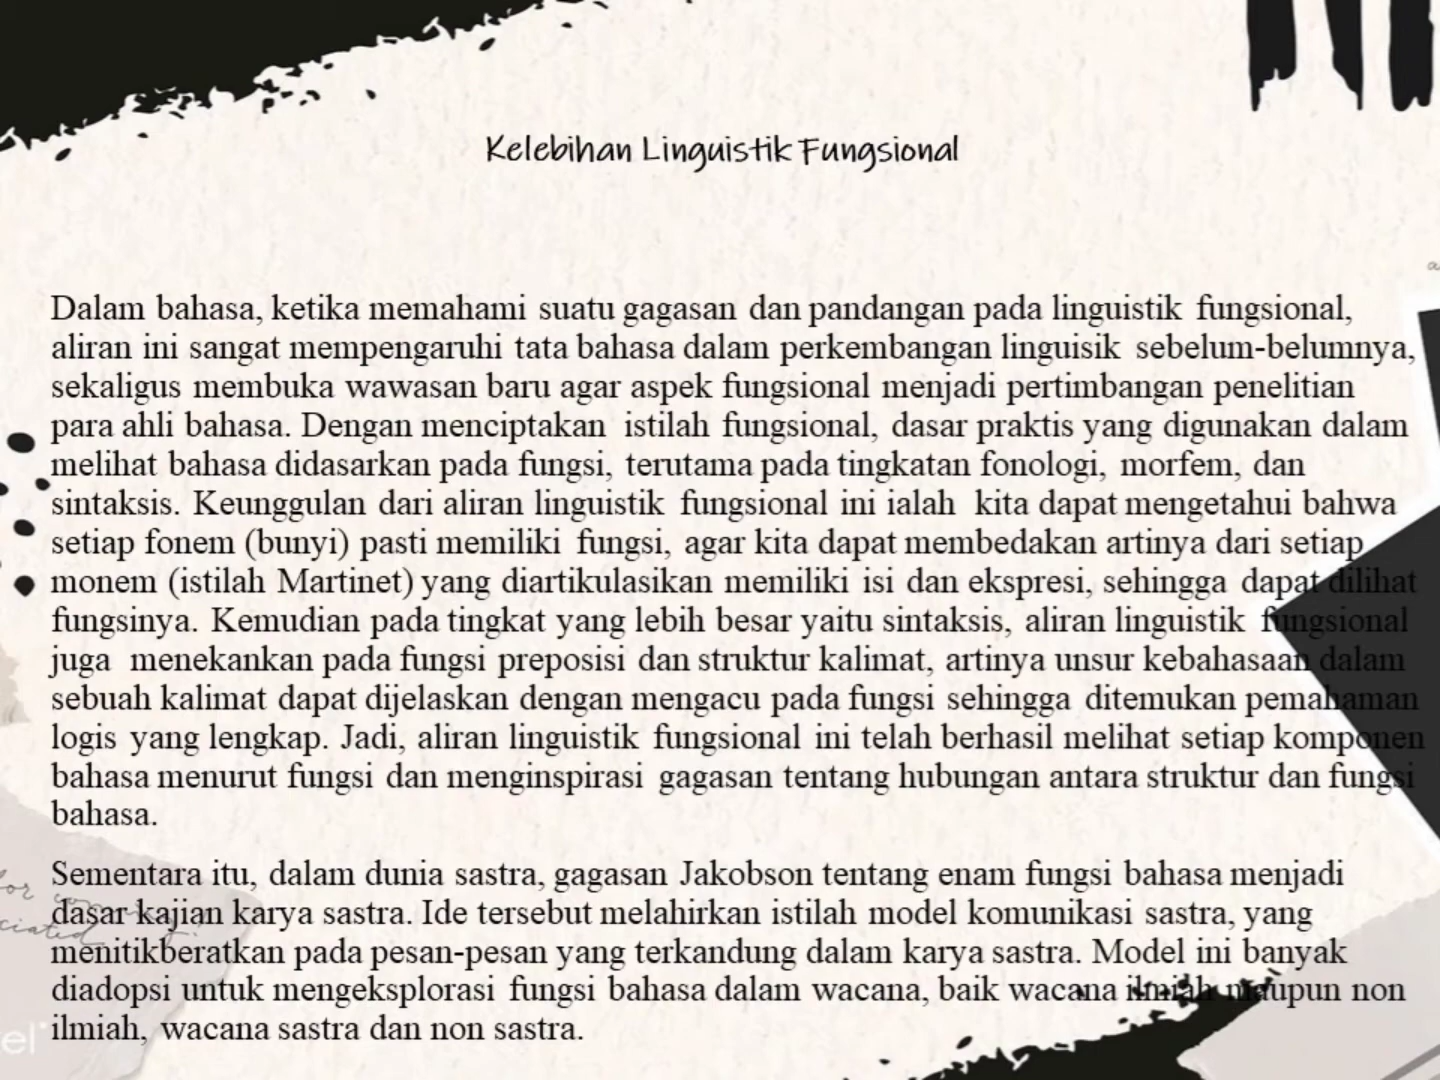 Kelebihan Linguistik Fungsional
Dalam bahasa, ketika memahami suatu gagasan dan pandangan pada linguistik fungsional,
aliran ini sangat mempengaruhi tata bahasa dalam perkembangan linguisik sebelum-belumnya,
sekaligus membuka wawasan baru agar aspek fungsional menjadi pertimbangan penelitian
para ahli bahasa. Dengan menciptakan istilah fungsional, dasar praktis yang digunakan dalam
melihat bahasa didasarkan pada fungsi, terutama pada tingkatan fonologi, morfem, dan
sintaksis. Keunggulan dari aliran linguistik fungsional ini ialah kita dapat mengetahui bahwa
setiap fonem (bunyi) pasti memiliki fungsi, agar kita dapat membedakan artinya dari setiap
monem (istilah Martinet) yang diartikulasikan memiliki isi dan ekspresi, sehingga dapat dilihat
fungsinya. Kemudian pada tingkat yang lebih besar yaitu sintaksis, aliran linguistik fungsional
juga menekankan pada fungsi preposisi dan struktur kalimat, artinya unsur kebahasaan dalam
sebuah kalimat dapat dijelaskan dengan mengacu pada fungsi sehingga ditemukan pemahaman
logis yang lengkap. Jadi, aliran linguistik fungsional ini telah berhasil melihat setiap komponen
bahasa menurut fungsi dan menginspirasi gagasan tentang hubungan antara struktur dan fungsi
bahasa.
Sementara itu, dalam dunia sastra, gagasan Jakobson tentang enam fungsi bahasa menjadi
dasar kajian karya sastra. Ide tersebut melahirkan istilah model komunikasi sastra, yang
menitikberatkan pada pesan-pesan yang terkandung dalam karya sastra. Model ini banyak
diadopsi untuk mengeksplorasi fungsi bahasa dalam wacana, baik wacana ilmiah maupun non
ilmiah, wacana sastra dan non sastra.